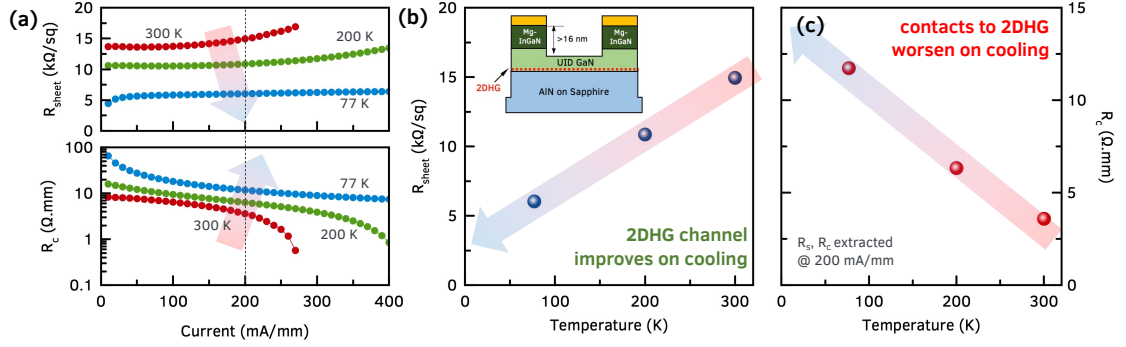 (a)
20
15
10
5
0
R_sheet (kΩ/sq)
300 K
200 K
77 K
100
10
1
0.1
R_c (Ω.mm)
77 K
300 K
200 K
0
100
200
300
400
Current (mA/mm)
(b)
20
15
10
5
0
R_sheet (kΩ/sq)
Mg-
InGaN
>16 nm
Mg-
InGaN
UID GaN
2DHG
AlN on Sapphire
2DHG channel
improves on cooling
0
100
200
300
Temperature (K)
(c)
contacts to 2DHG
worsen on cooling
R_s, R_c extracted
@ 200 mA/mm
15
10
5
0
R_c (Ω.mm)
0
100
200
300
Temperature (K)